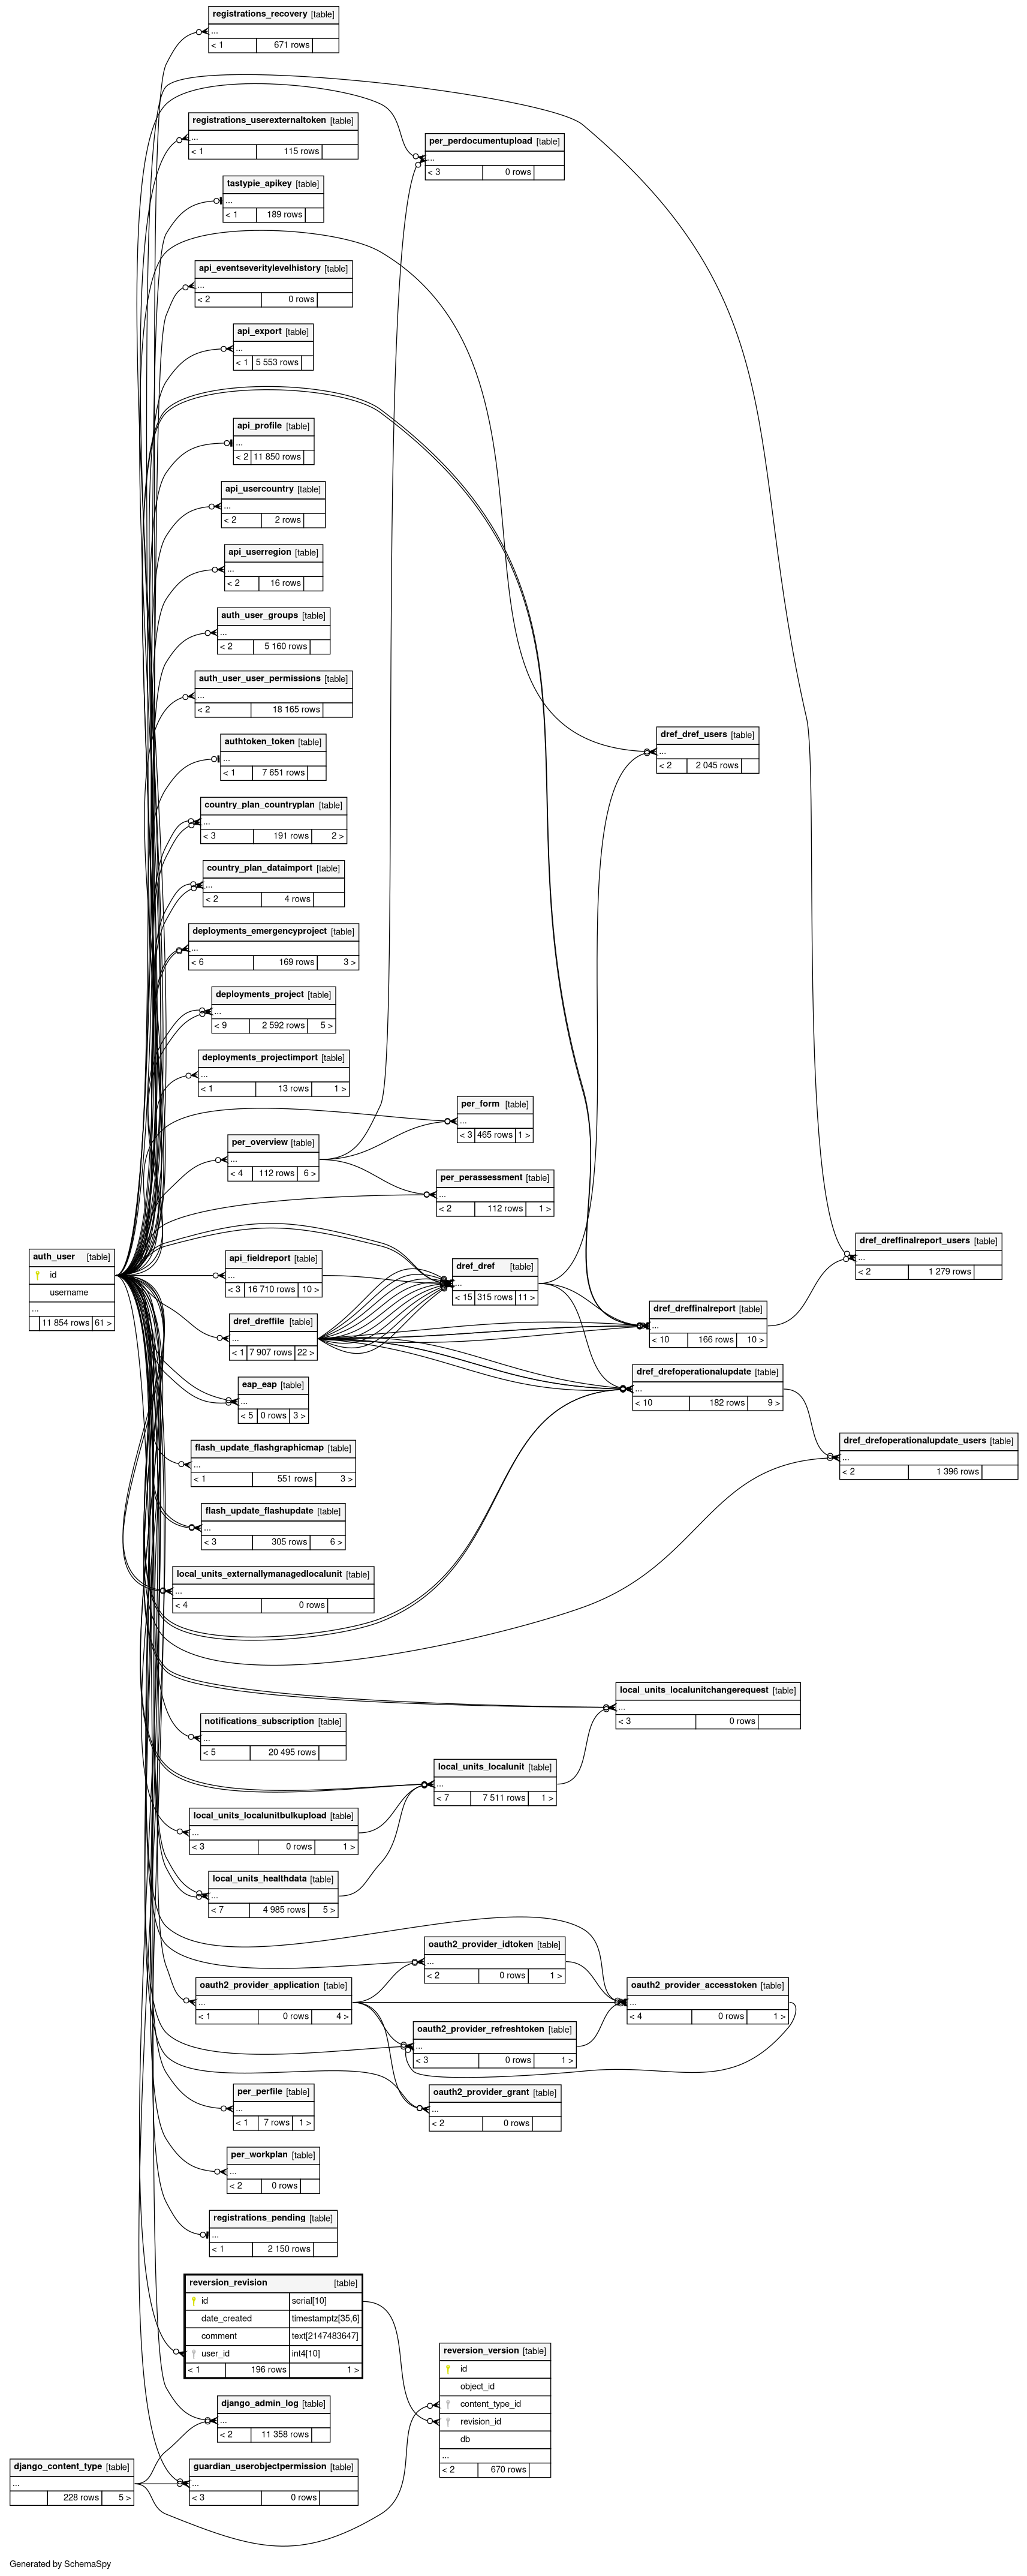 registrations_recovery [table]
...
< 1 671 rows
registrations_userexternaltoken [table]
...
< 1 115 rows
per_perdocumentupload [table]
...
< 3 0 rows
tastypie_apikey [table]
...
< 1 189 rows
api_eventseveritylevelhistory [table]
...
< 2 0 rows
api_export [table]
...
< 1 5 553 rows
api_profile [table]
...
< 2 11 850 rows
api_usercountry [table]
...
< 2 2 rows
api_userregion [table]
...
< 2 16 rows
auth_user_groups [table]
...
< 2 5 160 rows
auth_user_user_permissions [table]
...
< 2 18 165 rows
authtoken_token [table]
...
< 1 7 651 rows
dref_dref_users [table]
...
< 2 2 045 rows
country_plan_countryplan [table]
...
< 3 191 rows 2 >
country_plan_dataimport [table]
...
< 2 4 rows
deployments_emergencyproject [table]
...
< 6 169 rows 3 >
deployments_project [table]
...
< 9 2 592 rows 5 >
deployments_projectimport [table]
...
< 1 13 rows 1 >
per_form [table]
...
< 3 465 rows 1 >
per_overview [table]
...
< 4 112 rows 6 >
per_perassessment [table]
...
< 2 112 rows 1 >
auth_user [table]
id
username
...
11 854 rows 61 >
api_fieldreport [table]
...
< 3 16 710 rows 10 >
dref_dref [table]
...
< 15 315 rows 11 >
dref_dreffinalreport_users [table]
...
< 2 1 279 rows
dref_dreffile [table]
...
< 1 7 907 rows 22 >
dref_dreffinalreport [table]
...
< 10 166 rows 10 >
eap_eap [table]
...
< 5 0 rows 3 >
dref_drefoperationalupdate [table]
...
< 10 182 rows 9 >
flash_update_flashgraphicmap [table]
...
< 1 551 rows 3 >
dref_drefoperationalupdate_users [table]
...
< 2 1 396 rows
flash_update_flashupdate [table]
...
< 3 305 rows 6 >
local_units_externallymanagedlocalunit [table]
...
< 4 0 rows
local_units_localunitchangerequest [table]
...
< 3 0 rows
notifications_subscription [table]
...
< 5 20 495 rows
local_units_localunit [table]
...
< 7 7 511 rows 1 >
local_units_localunitbulkupload [table]
...
< 3 0 rows 1 >
local_units_healthdata [table]
...
< 7 4 985 rows 5 >
oauth2_provider_idtoken [table]
...
< 2 0 rows 1 >
oauth2_provider_application [table]
...
< 1 0 rows 4 >
oauth2_provider_accesstoken [table]
...
< 4 0 rows 1 >
oauth2_provider_refreshtoken [table]
...
< 3 0 rows 1 >
per_perfile [table]
...
< 1 7 rows 1 >
oauth2_provider_grant [table]
...
< 2 0 rows
per_workplan [table]
...
< 2 0 rows
registrations_pending [table]
...
< 1 2 150 rows
reversion_revision [table]
id serial[10]
date_created timestamptz[35,6]
comment text[2147483647]
user_id int4[10]
< 1 196 rows 1 >
reversion_version [table]
id
object_id
content_type_id
revision_id
db
...
< 2 670 rows
django_admin_log [table]
...
< 2 11 358 rows
django_content_type [table]
...
228 rows 5 >
guardian_userobjectpermission [table]
...
< 3 0 rows
Generated by SchemaSpy